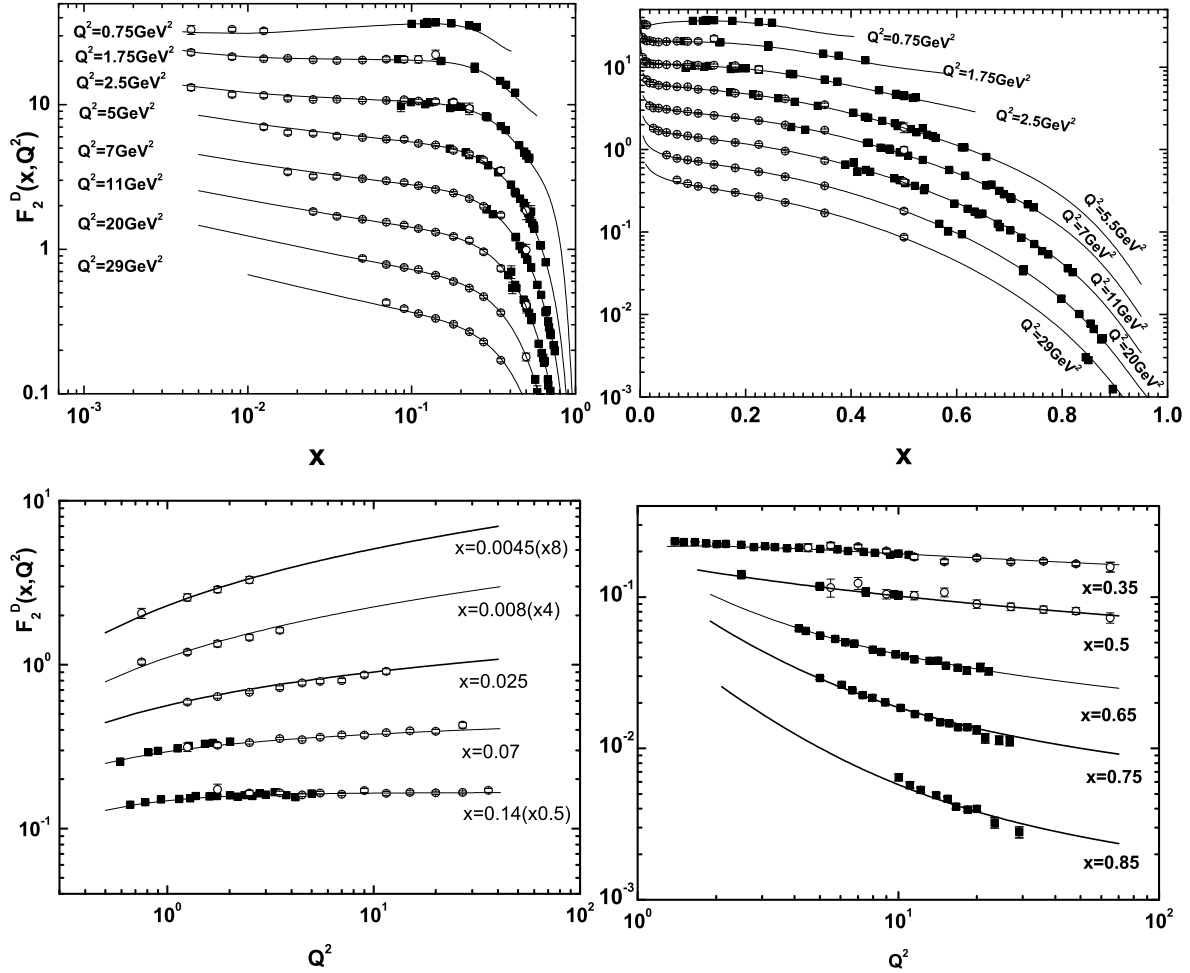 F₂ᴰ(x,Q²)
10
1
0.1
Q²=0.75GeV²
Q²=1.75GeV²
Q²=2.5GeV²
Q²=5GeV²
Q²=7GeV²
Q²=11GeV²
Q²=20GeV²
Q²=29GeV²
10⁻³ 10⁻² 10⁻¹ 10⁰
x
10¹
10⁰
10⁻¹
10⁻²
10⁻³
Q²=0.75GeV²
Q²=1.75GeV²
Q²=2.5GeV²
Q²=5.5GeV²
Q²=7GeV²
Q²=11GeV²
Q²=20GeV²
Q²=29GeV²
0.0 0.2 0.4 0.6 0.8 1.0
x
F₂ᴰ(x,Q²)
10¹
10⁰
10⁻¹
x=0.0045(x8)
x=0.008(x4)
x=0.025
x=0.07
x=0.14(x0.5)
10⁰ 10¹ 10²
Q²
10⁻¹
10⁻²
10⁻³
x=0.35
x=0.5
x=0.65
x=0.75
x=0.85
10⁰ 10¹ 10²
Q²